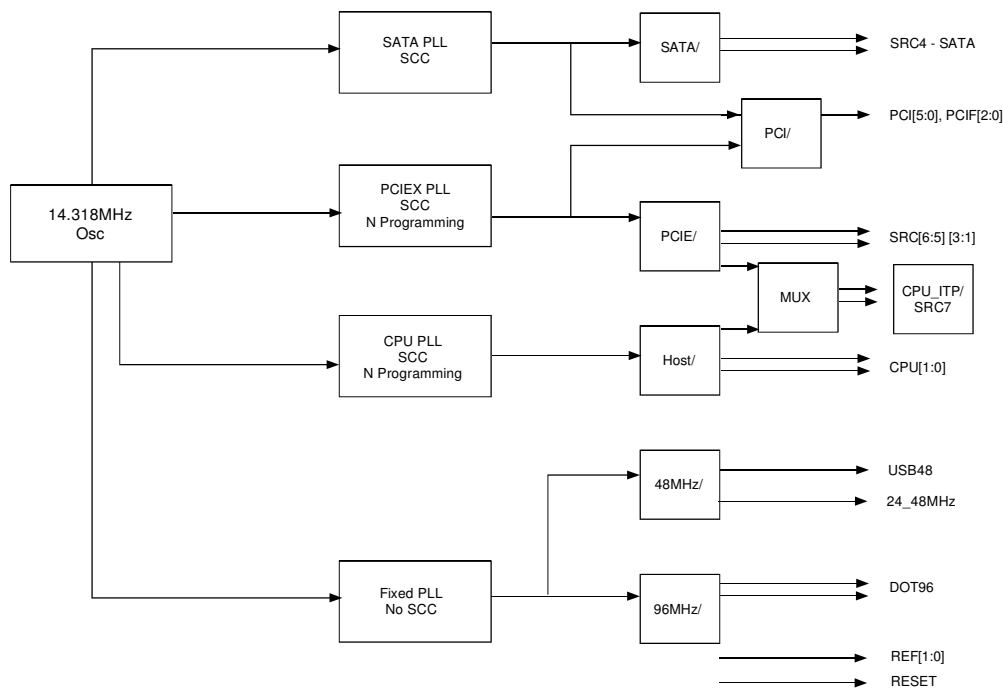 SATA PLL
SCC
SATA/
SRC4 - SATA
PCI/
PCI[5:0], PCIF[2:0]
14.318MHz
Osc
PCIEX PLL
SCC
N Programming
PCIE/
SRC[6:5] [3:1]
MUX
CPU_ITP/
SRC7
CPU PLL
SCC
N Programming
Host/
CPU[1:0]
48MHz/
USB48
24_48MHz
Fixed PLL
No SCC
96MHz/
DOT96
REF[1:0]
RESET